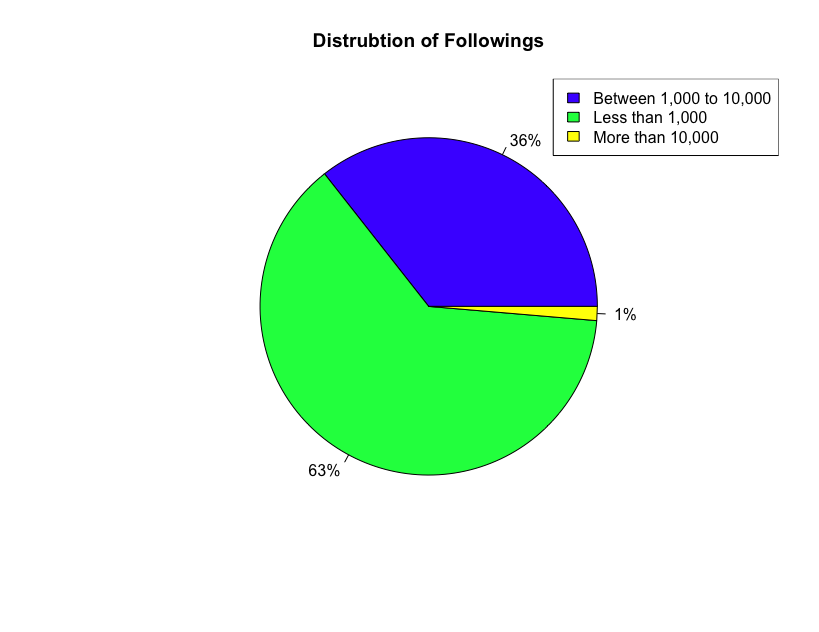 Distrubtion of Followings
Between 1,000 to 10,000
Less than 1,000
More than 10,000
36%
1%
63%